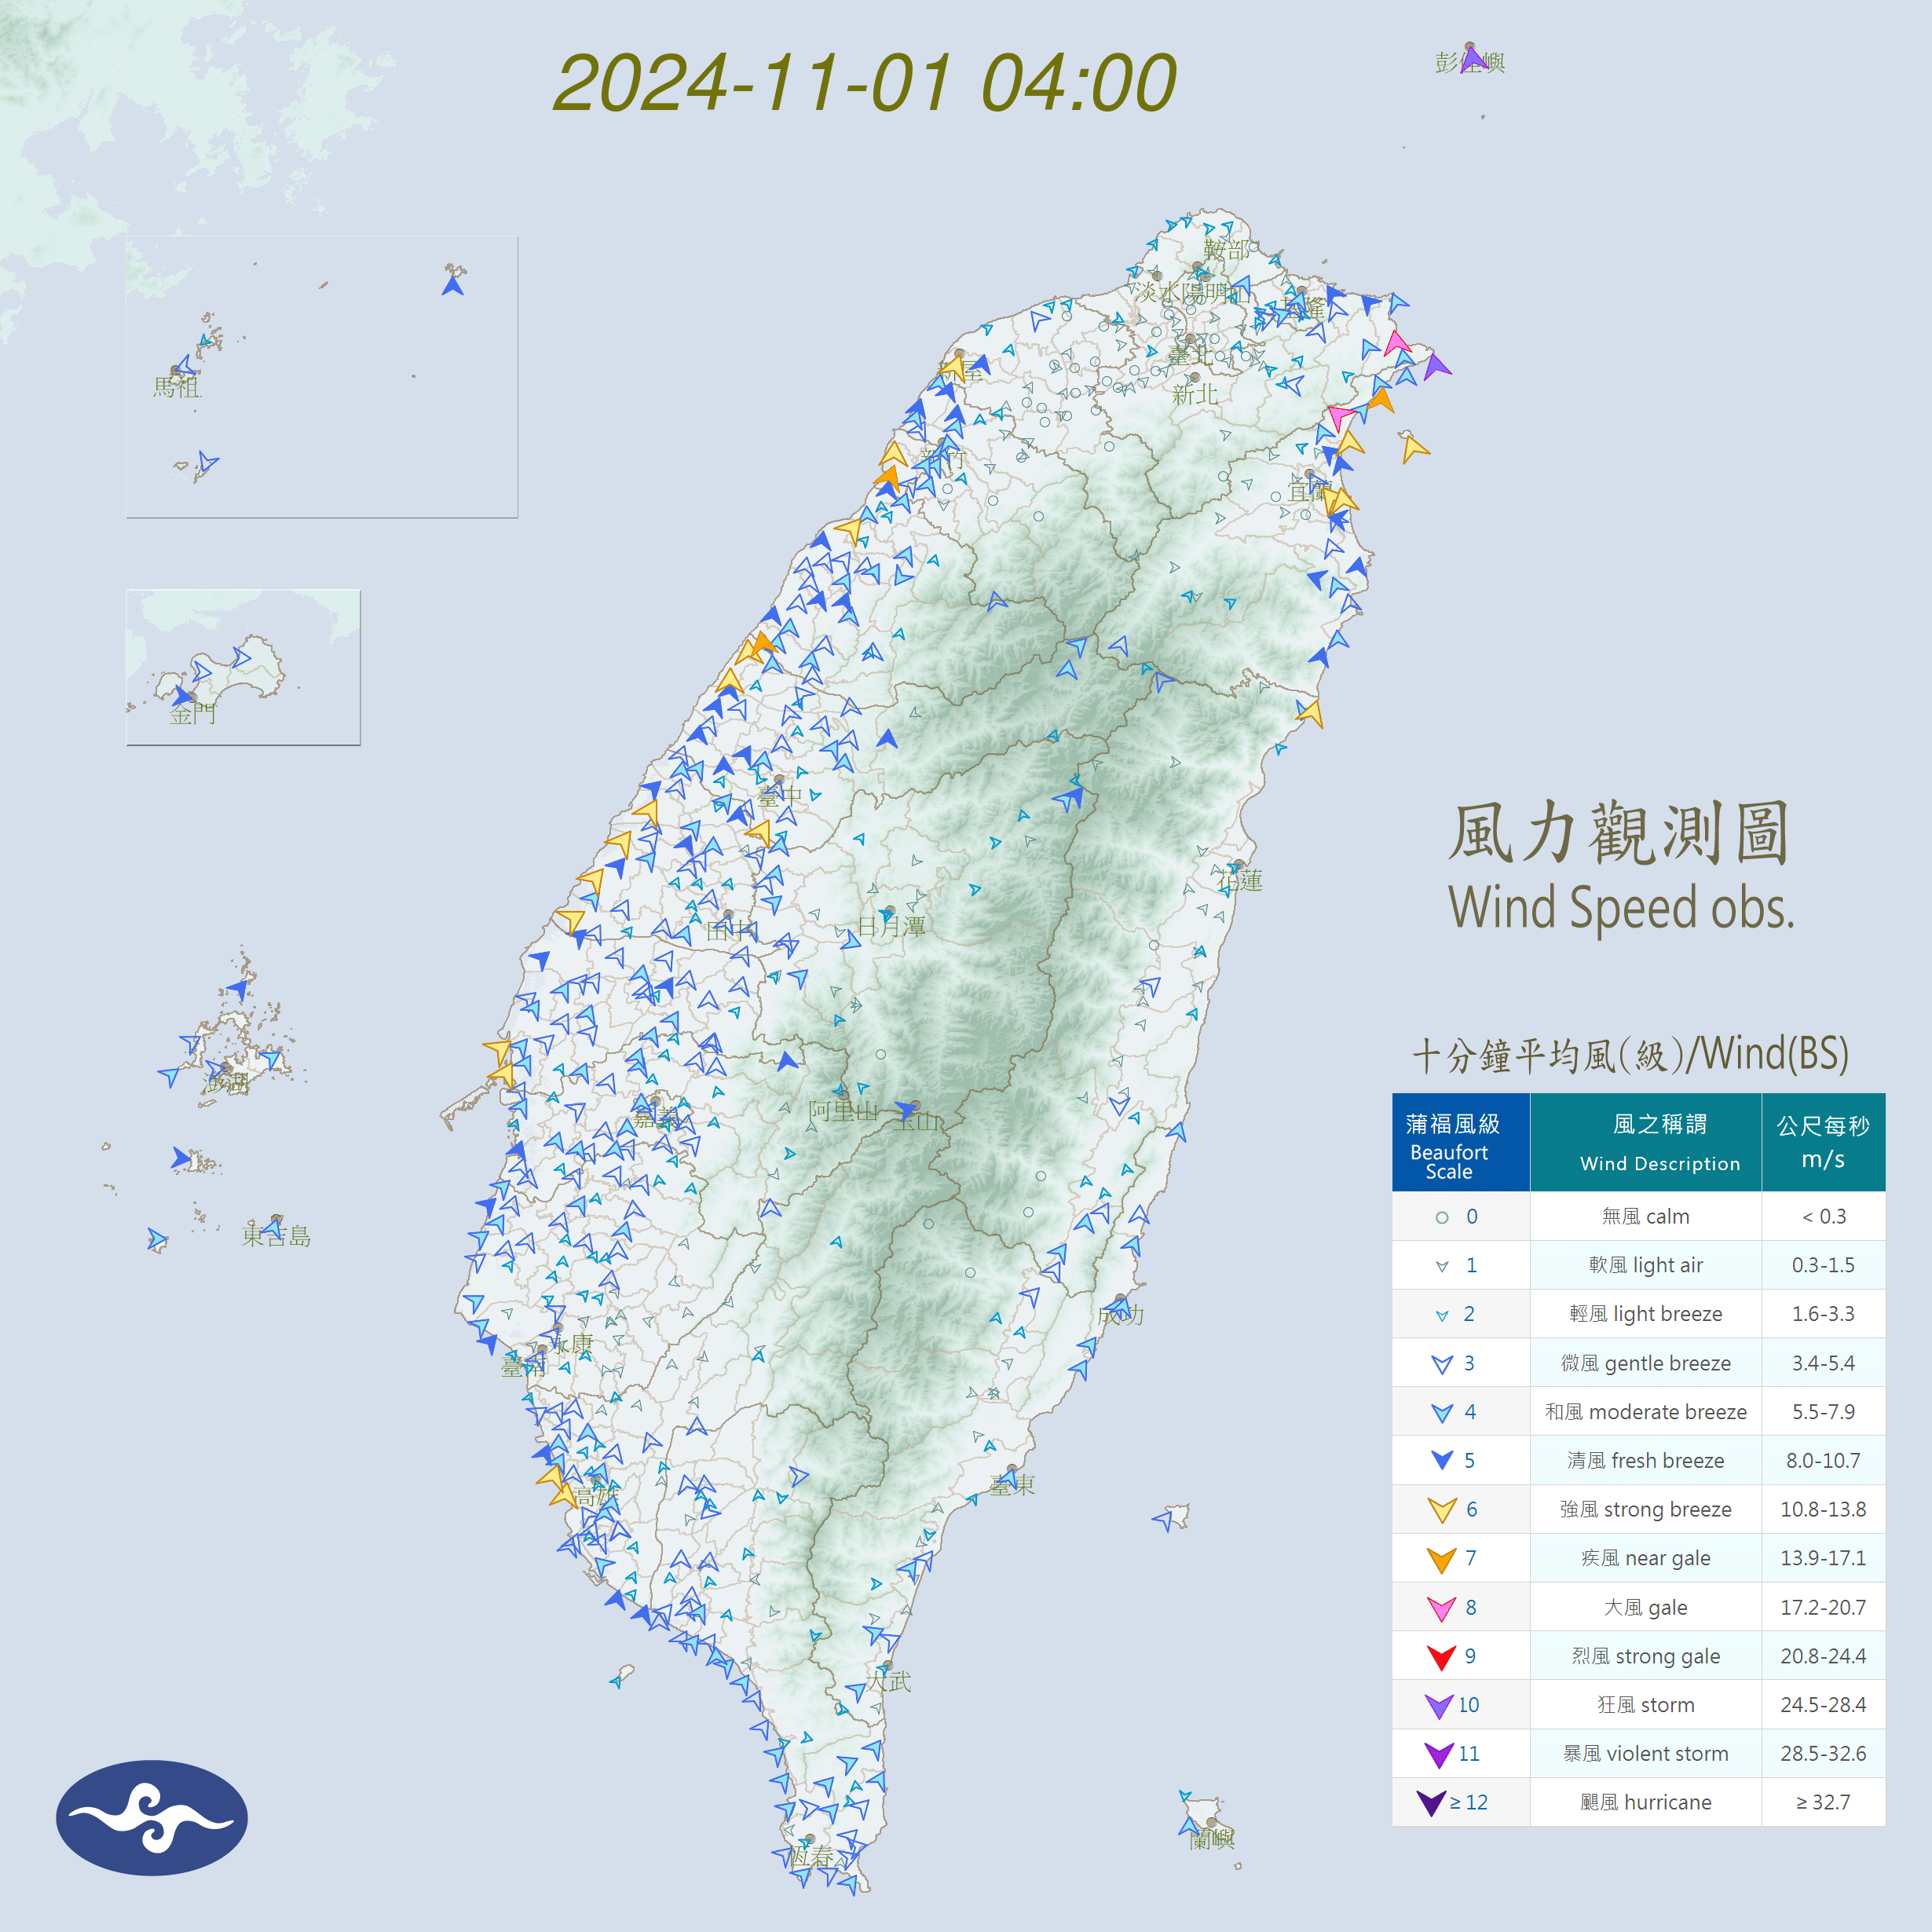 2024-11-01 04:00
彭佳嶼
鞍部
淡水
陽明山
基隆
臺北
新屋
新北
馬祖
新竹
宜蘭
金門
臺中
風力觀測圖
Wind Speed obs.
花蓮
日月潭
田中
十分鐘平均風(級)/Wind(BS)
澎湖
阿里山
玉山
嘉義
東吉島
成功
永康
臺南
臺東
高雄
大武
蘭嶼
恆春
蒲福風級 風之稱謂 公尺每秒
Beaufort Scale Wind Description m/s
0 無風 calm < 0.3
1 軟風 light air 0.3-1.5
2 輕風 light breeze 1.6-3.3
3 微風 gentle breeze 3.4-5.4
4 和風 moderate breeze 5.5-7.9
5 清風 fresh breeze 8.0-10.7
6 強風 strong breeze 10.8-13.8
7 疾風 near gale 13.9-17.1
8 大風 gale 17.2-20.7
9 烈風 strong gale 20.8-24.4
10 狂風 storm 24.5-28.4
11 暴風 violent storm 28.5-32.6
≥ 12 颶風 hurricane ≥ 32.7